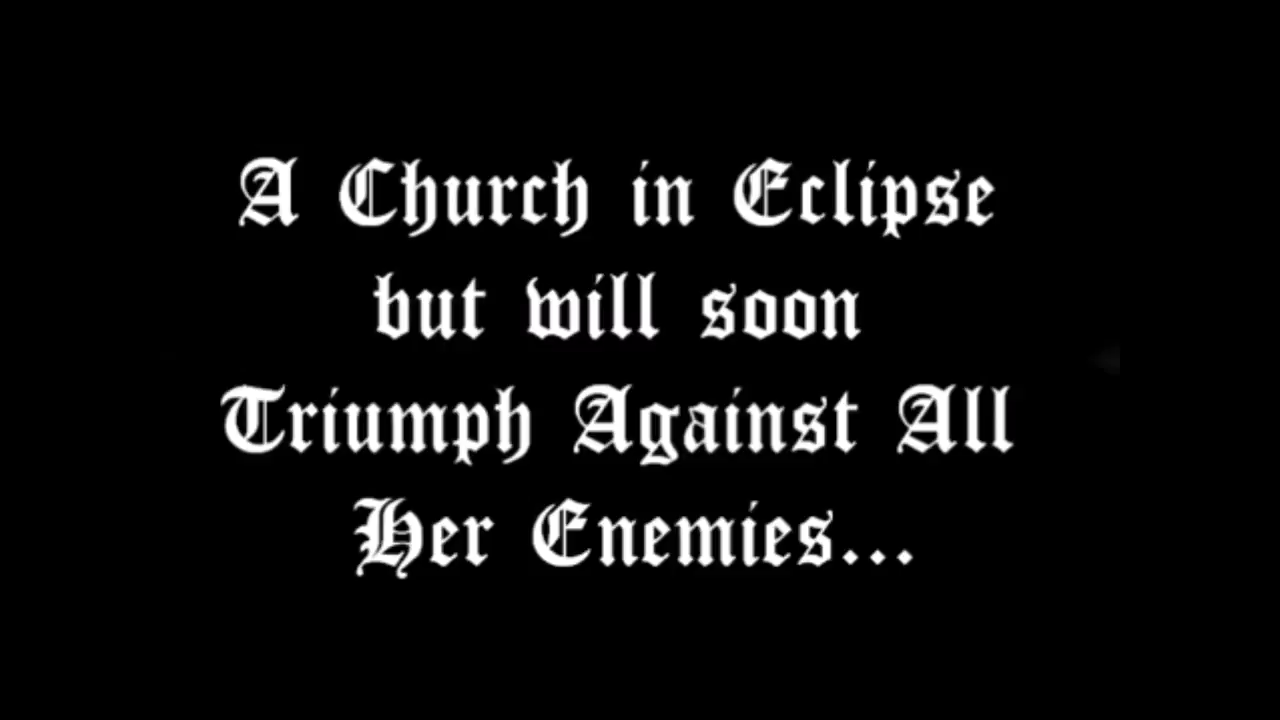 A Church in Eclipse
but will soon
Triumph Against All
Her Enemies...